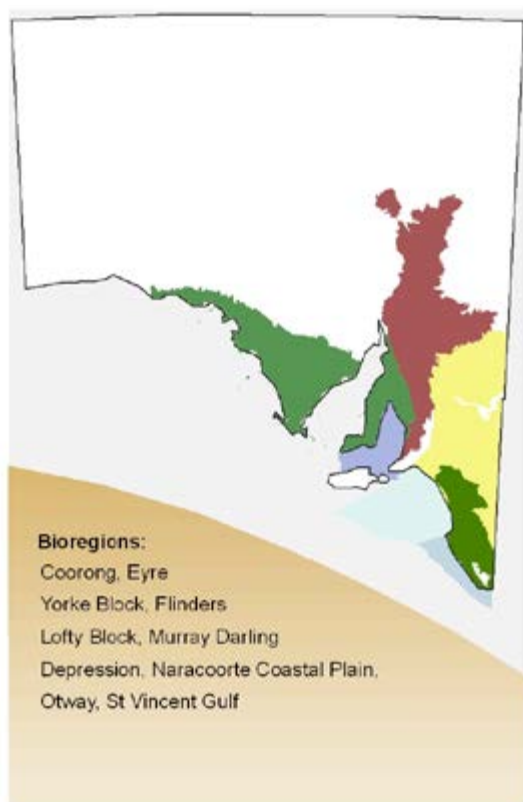 Bioregions:
Coorong, Eyre
Yorke Block, Flinders
Lofty Block, Murray Darling
Depression, Naracoorte Coastal Plain,
Otway, St Vincent Gulf